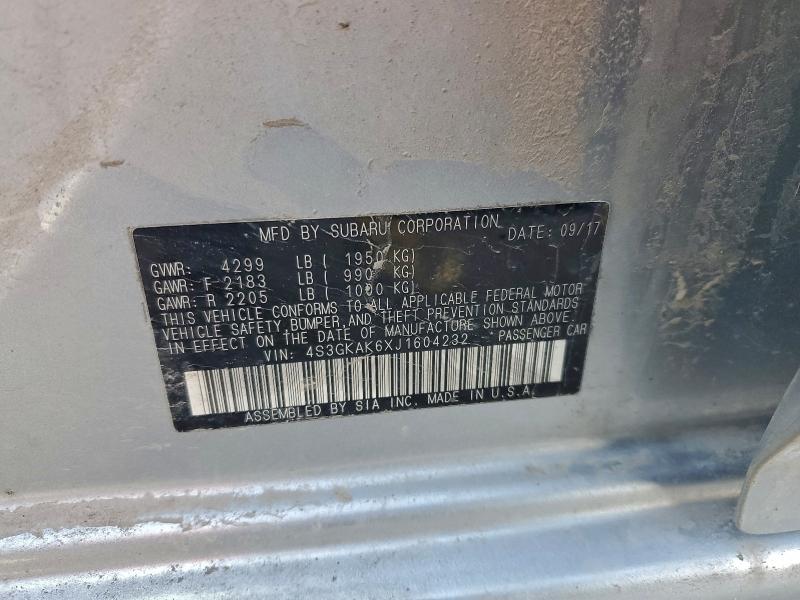 MFD BY SUBARU CORPORATION DATE: 09/17
GVWR: 4299 LB ( 1950 KG)
GAWR: F 2183 LB ( 990 KG)
GAWR: R 2205 LB ( 1000 KG)
THIS VEHICLE CONFORMS TO ALL APPLICABLE FEDERAL MOTOR
VEHICLE SAFETY, BUMPER, AND THEFT PREVENTION STANDARDS
IN EFFECT ON THE DATE OF MANUFACTURE SHOWN ABOVE.
VIN: 4S3GKAK6XJ1604232 PASSENGER CAR
ASSEMBLED BY SIA INC. MADE IN U.S.A.